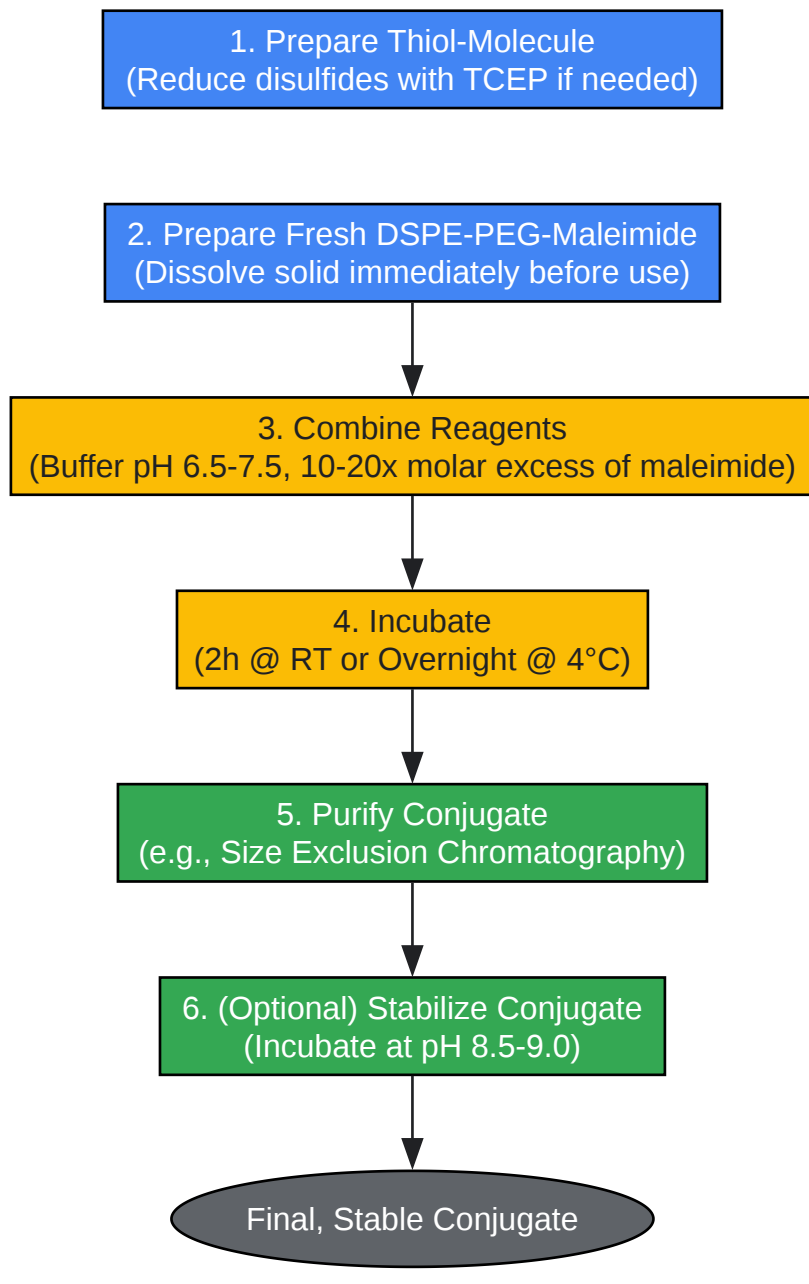 1. Prepare Thiol-Molecule
(Reduce disulfides with TCEP if needed)
2. Prepare Fresh DSPE-PEG-Maleimide
(Dissolve solid immediately before use)
3. Combine Reagents
(Buffer pH 6.5-7.5, 10-20x molar excess of maleimide)
4. Incubate
(2h @ RT or Overnight @ 4°C)
5. Purify Conjugate
(e.g., Size Exclusion Chromatography)
6. (Optional) Stabilize Conjugate
(Incubate at pH 8.5-9.0)
Final, Stable Conjugate